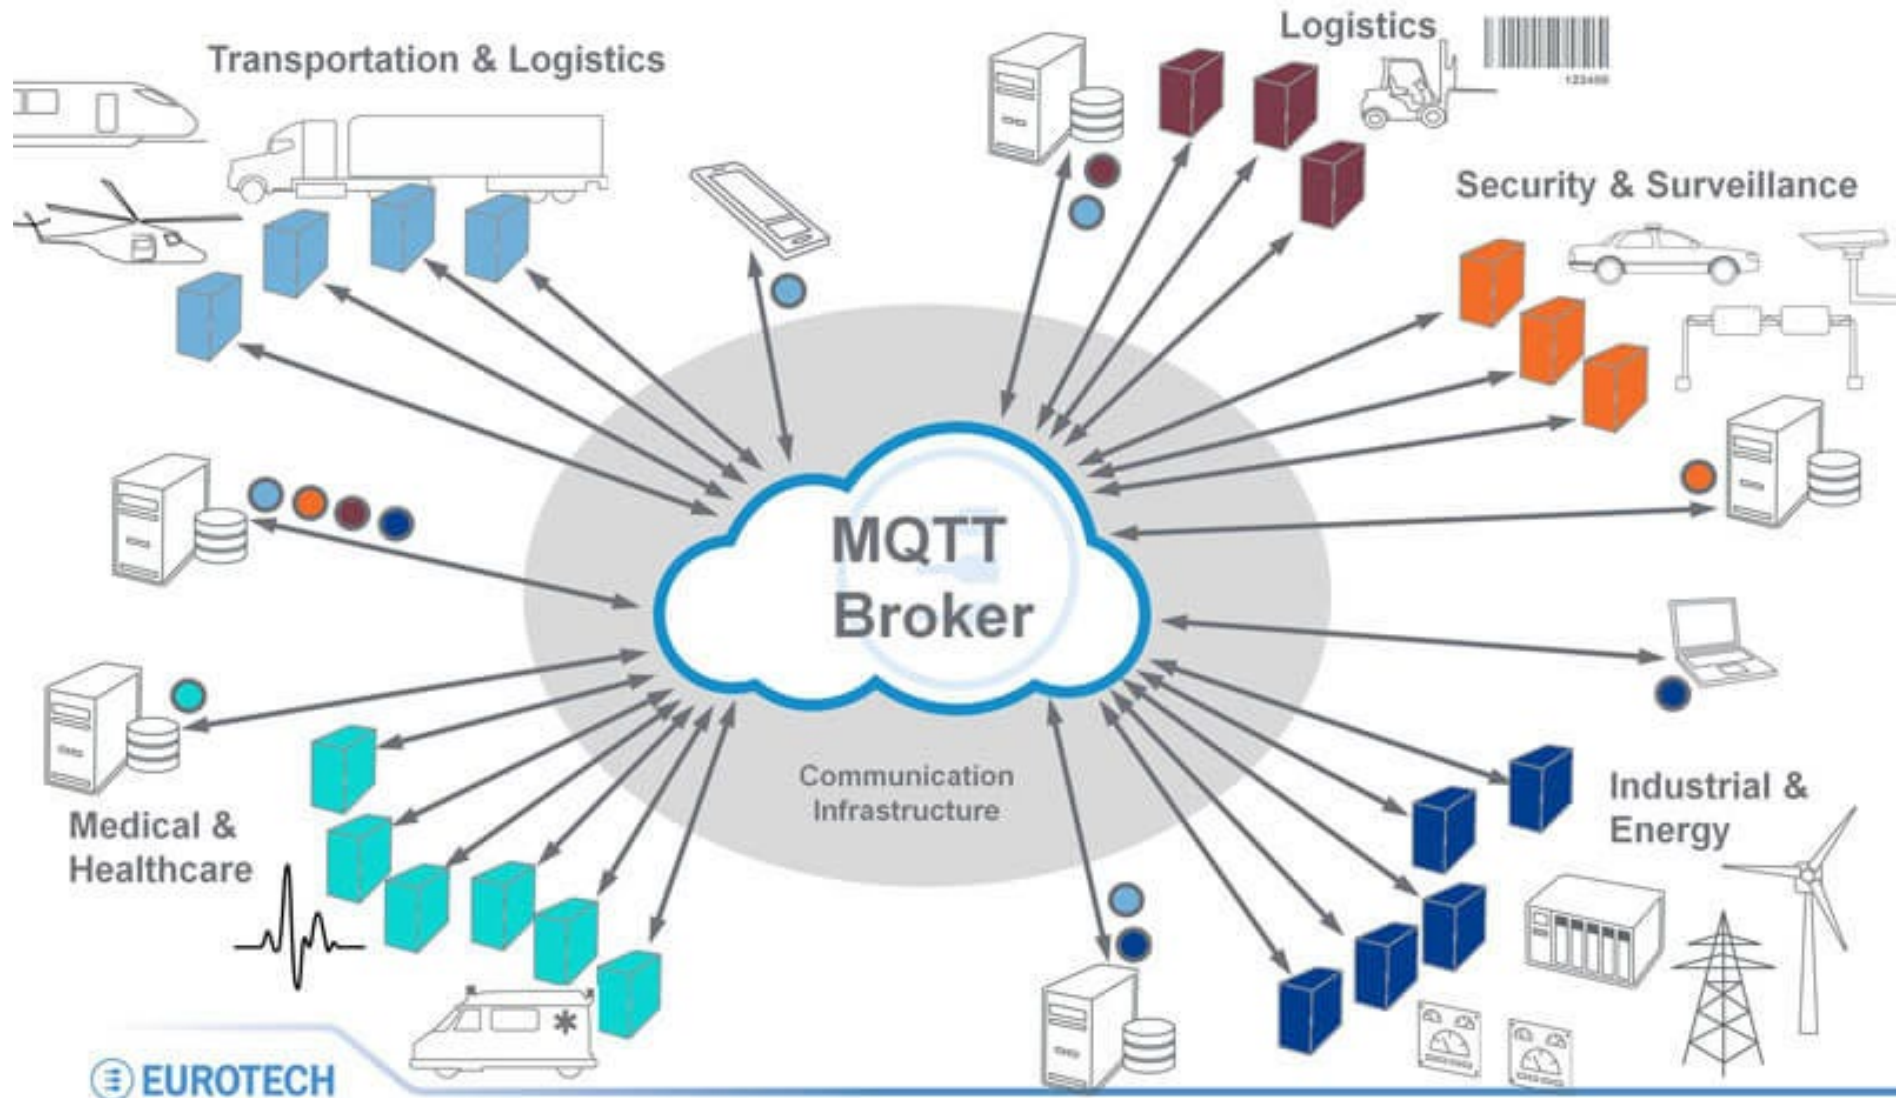 Transportation & Logistics
Logistics
Security & Surveillance
MQTT
Broker
Communication
Infrastructure
Medical &
Healthcare
Industrial &
Energy
EUROTECH